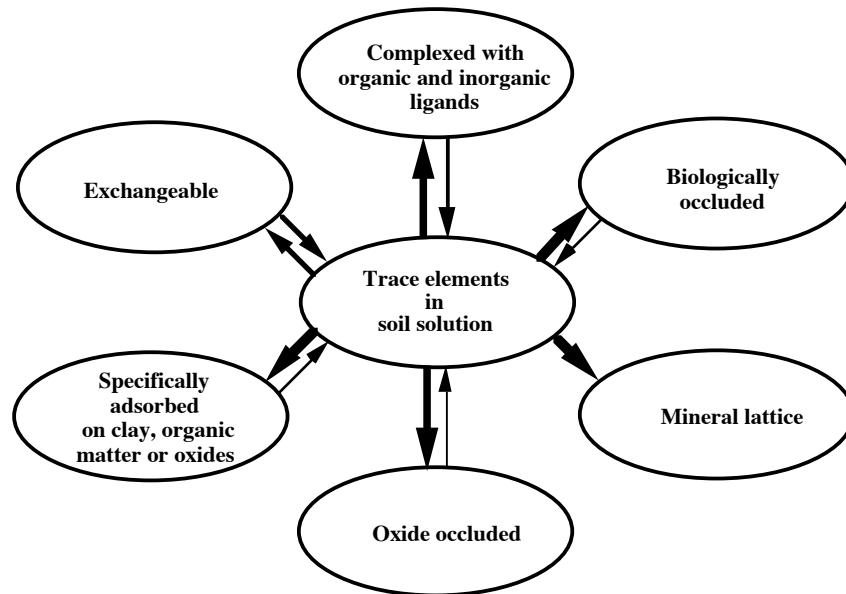 Complexed with
organic and inorganic
ligands
Exchangeable
Biologically
occluded
Trace elements
in
soil solution
Specifically
adsorbed
on clay, organic
matter or oxides
Mineral lattice
Oxide occluded